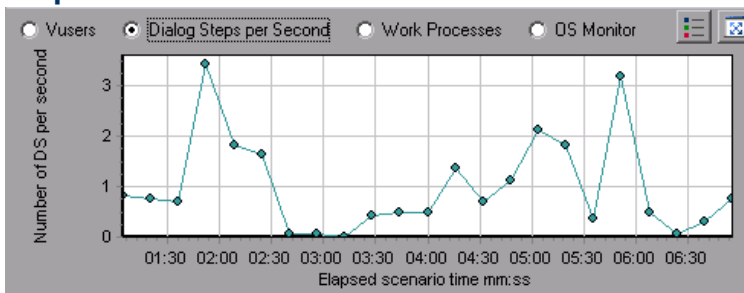 Vusers Dialog Steps per Second Work Processes OS Monitor
Number of DS per second
3
2
1
0
01:30 02:00 02:30 03:00 03:30 04:00 04:30 05:00 05:30 06:00 06:30
Elapsed scenario time mm:ss